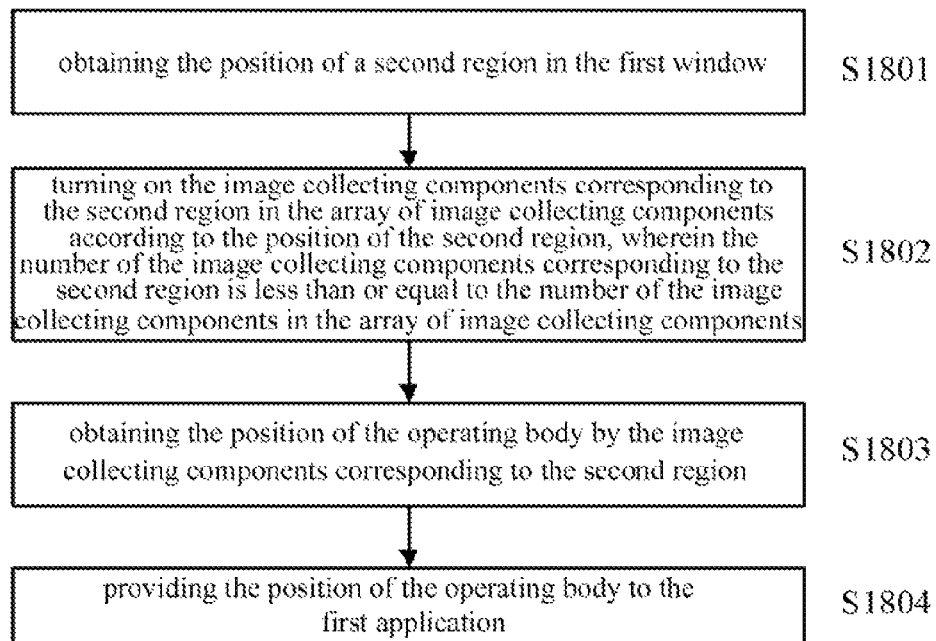 obtaining the position of a second region in the first window
S1801
turning on the image collecting components corresponding to
the second region in the array of image collecting components
according to the position of the second region, wherein the
number of the image collecting components corresponding to the
second region is less than or equal to the number of the image
collecting components in the array of image collecting components
S1802
obtaining the position of the operating body by the image
collecting components corresponding to the second region
S1803
providing the position of the operating body to the
first application
S1804